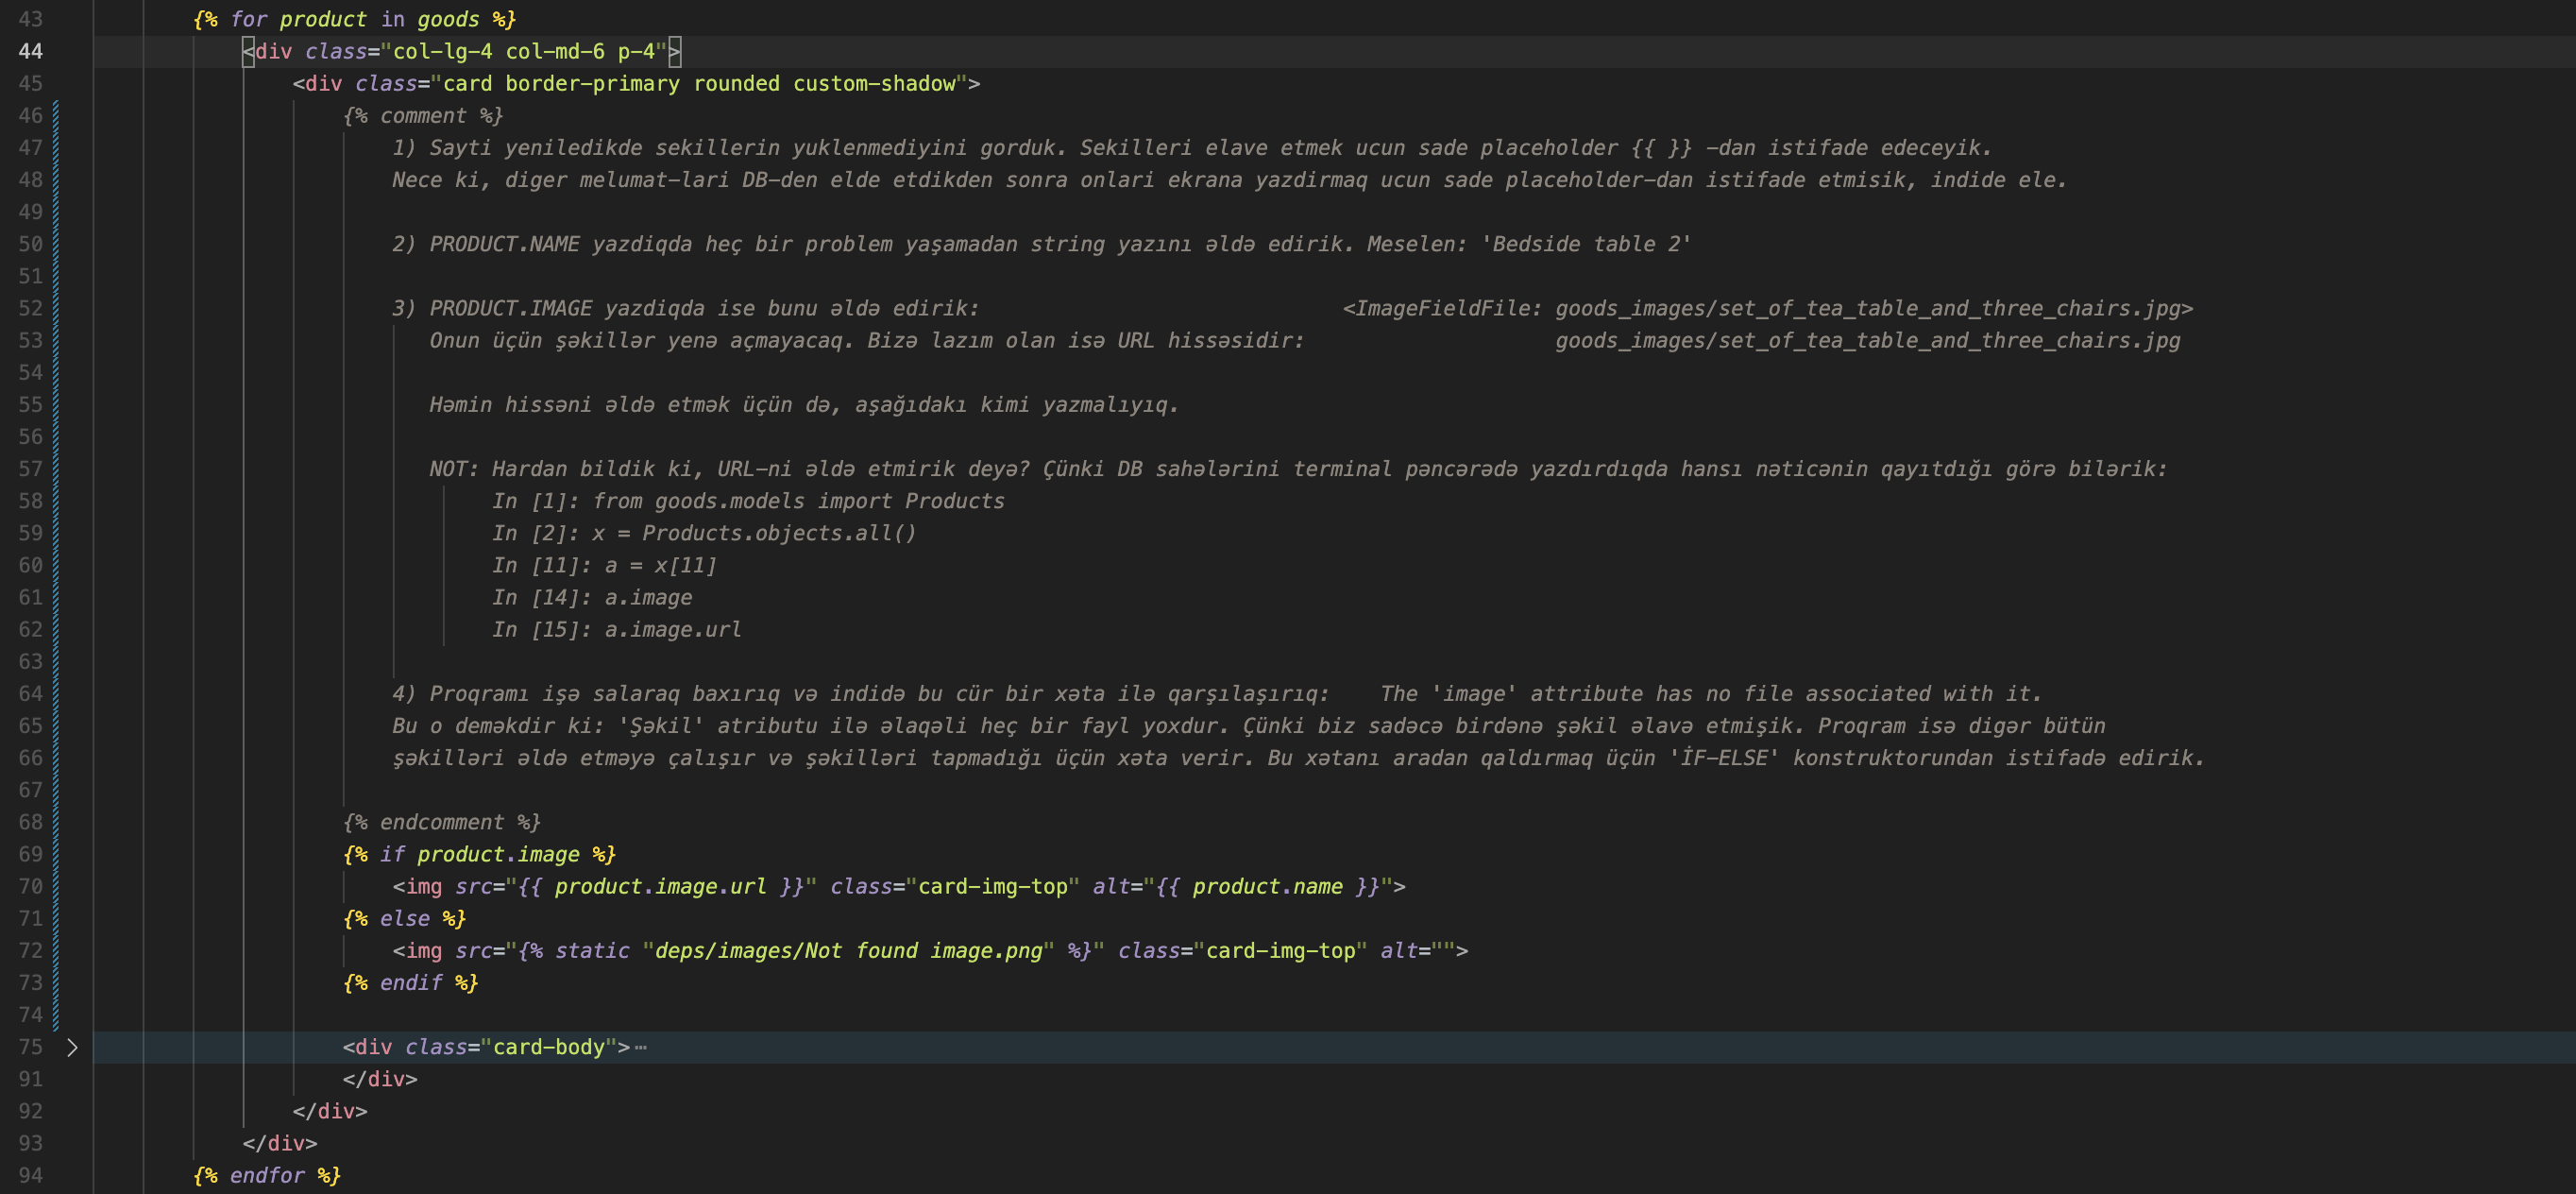 43 {% for product in goods %}
44 <div class="col-lg-4 col-md-6 p-4">
45 <div class="card border-primary rounded custom-shadow">
46 {% comment %}
47 1) Sayti yeniledikde sekillerin yuklenmediyini gorduk. Sekilleri elave etmek ucun sade placeholder {{ }} -dan istifade edeceyik.
48 Nece ki, diger melumat-lari DB-den elde etdikden sonra onlari ekrana yazdirmaq ucun sade placeholder-dan istifade etmisik, indide ele.
49
50 2) PRODUCT.NAME yazdiqda heç bir problem yaşamadan string yazını əldə edirik. Meselen: 'Bedside table 2'
51
52 3) PRODUCT.IMAGE yazdiqda ise bunu əldə edirik: <ImageFieldFile: goods_images/set_of_tea_table_and_three_chairs.jpg>
53 Onun üçün şəkillər yenə açmayacaq. Bizə lazım olan isə URL hissəsidir: goods_images/set_of_tea_table_and_three_chairs.jpg
54
55 Həmin hissəni əldə etmək üçün də, aşağıdakı kimi yazmalıyıq.
56
57 NOT: Hardan bildik ki, URL-ni əldə etmirik deyə? Çünki DB sahələrini terminal pəncərədə yazdırdıqda hansı nəticənin qayıtdığı görə bilərik:
58 In [1]: from goods.models import Products
59 In [2]: x = Products.objects.all()
60 In [11]: a = x[11]
61 In [14]: a.image
62 In [15]: a.image.url
63
64 4) Proqramı işə salaraq baxırıq və indidə bu cür bir xəta ilə qarşılaşırıq: The 'image' attribute has no file associated with it.
65 Bu o deməkdir ki: 'Şəkil' atributu ilə əlaqəli heç bir fayl yoxdur. Çünki biz sadəcə birdənə şəkil əlavə etmişik. Proqram isə digər bütün
66 şəkilləri əldə etməyə çalışır və şəkilləri tapmadığı üçün xəta verir. Bu xətanı aradan qaldırmaq üçün 'İF-ELSE' konstruktorundan istifadə edirik.
67
68 {% endcomment %}
69 {% if product.image %}
70 <img src="{{ product.image.url }}" class="card-img-top" alt="{{ product.name }}">
71 {% else %}
72 <img src="{% static "deps/images/Not found image.png" %}" class="card-img-top" alt="">
73 {% endif %}
74
75 <div class="card-body">⋯
91 </div>
92 </div>
93 </div>
94 {% endfor %}